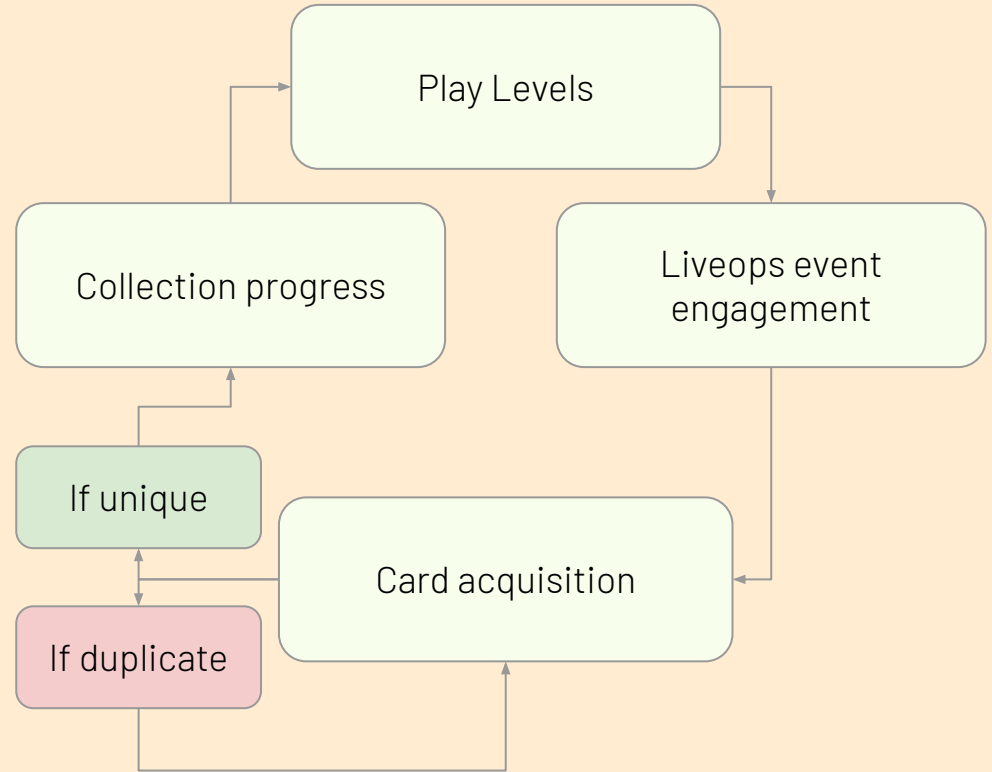 Play Levels
Collection progress
Liveops event
engagement
If unique
Card acquisition
If duplicate